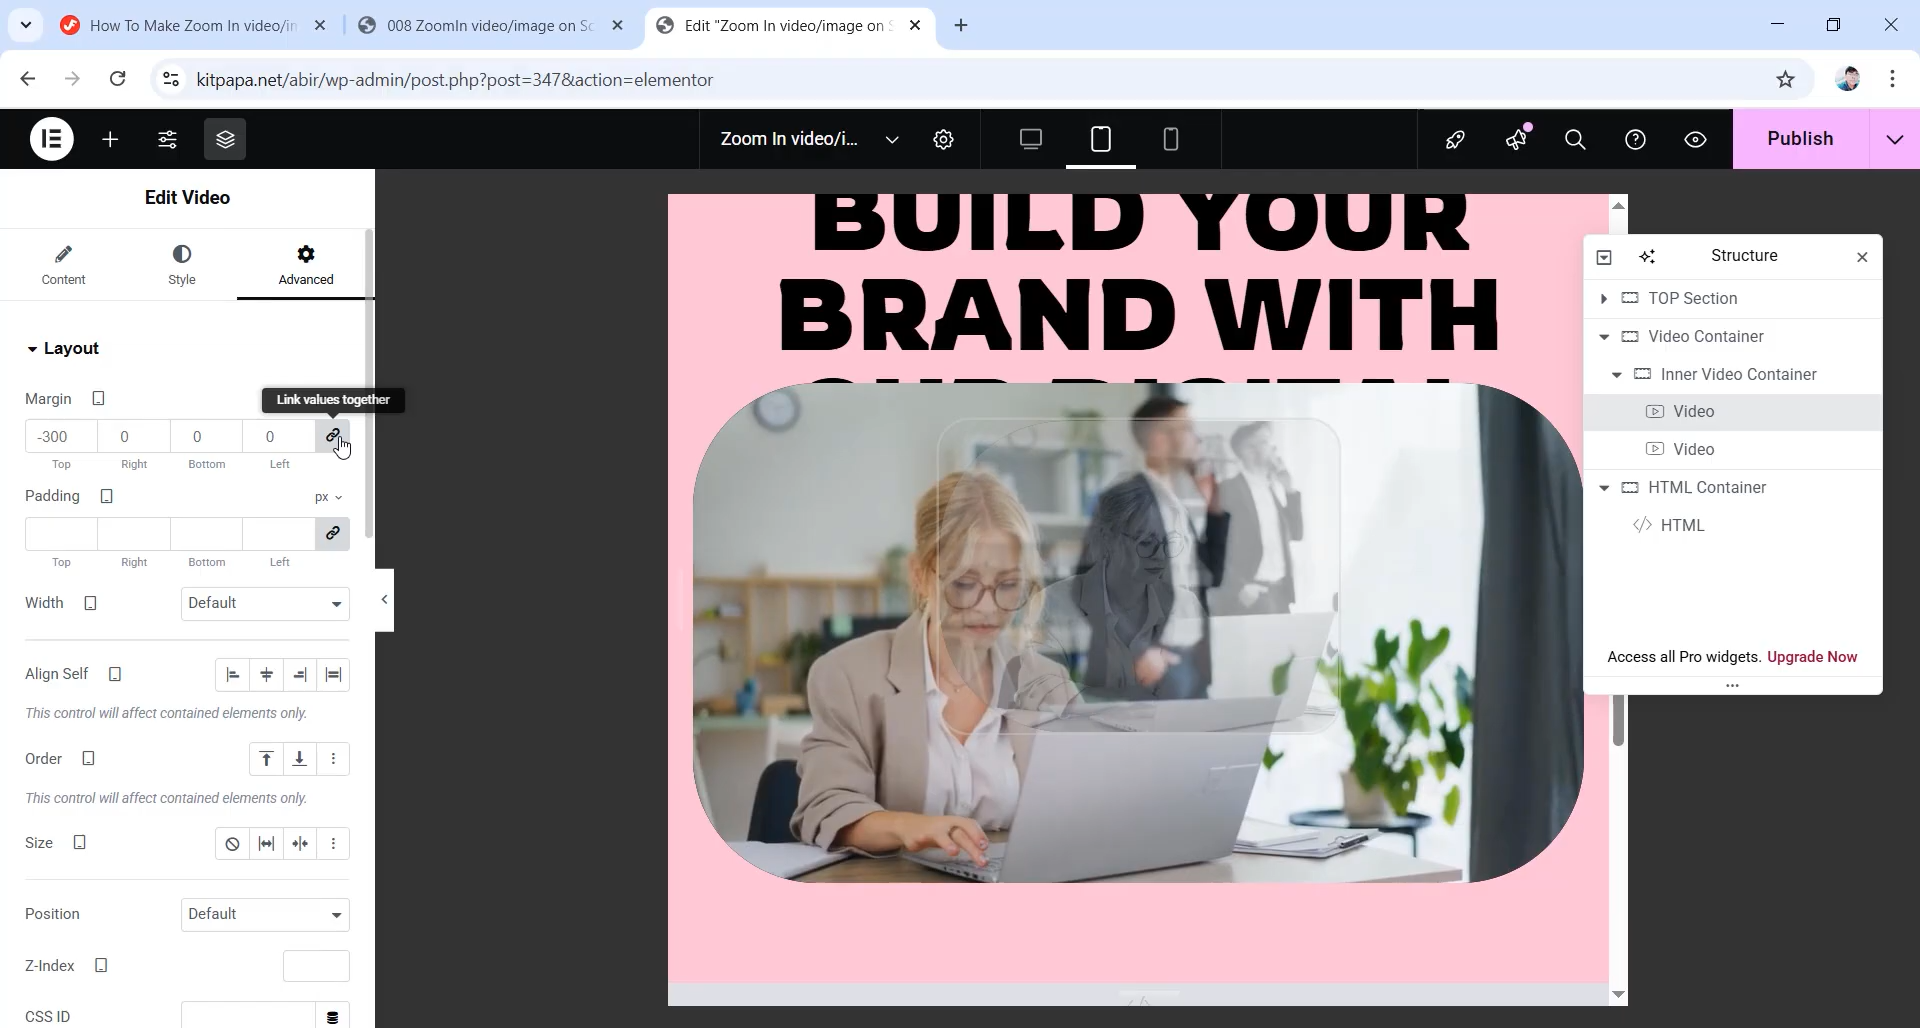 How To Make Zoom In video/in
008 ZoomIn video/image on Sc
Edit "Zoom In video/image on S
kitpapa.net/abir/wp-admin/post.php?post=347&action=elementor
Zoom In video/i...
Publish
Edit Video
Content
Style
Advanced
Layout
Margin
Link values together
-300
0
0
0
Top
Right
Bottom
Left
Padding
px
Top
Right
Bottom
Left
Width
Default
Align Self
This control will affect contained elements only.
Order
This control will affect contained elements only.
Size
Position
Default
Z-Index
CSS ID
BUILD YOUR
BRAND WITH
OUR DIGITAL
Structure
TOP Section
Video Container
Inner Video Container
Video
Video
HTML Container
HTML
Access all Pro widgets. Upgrade Now